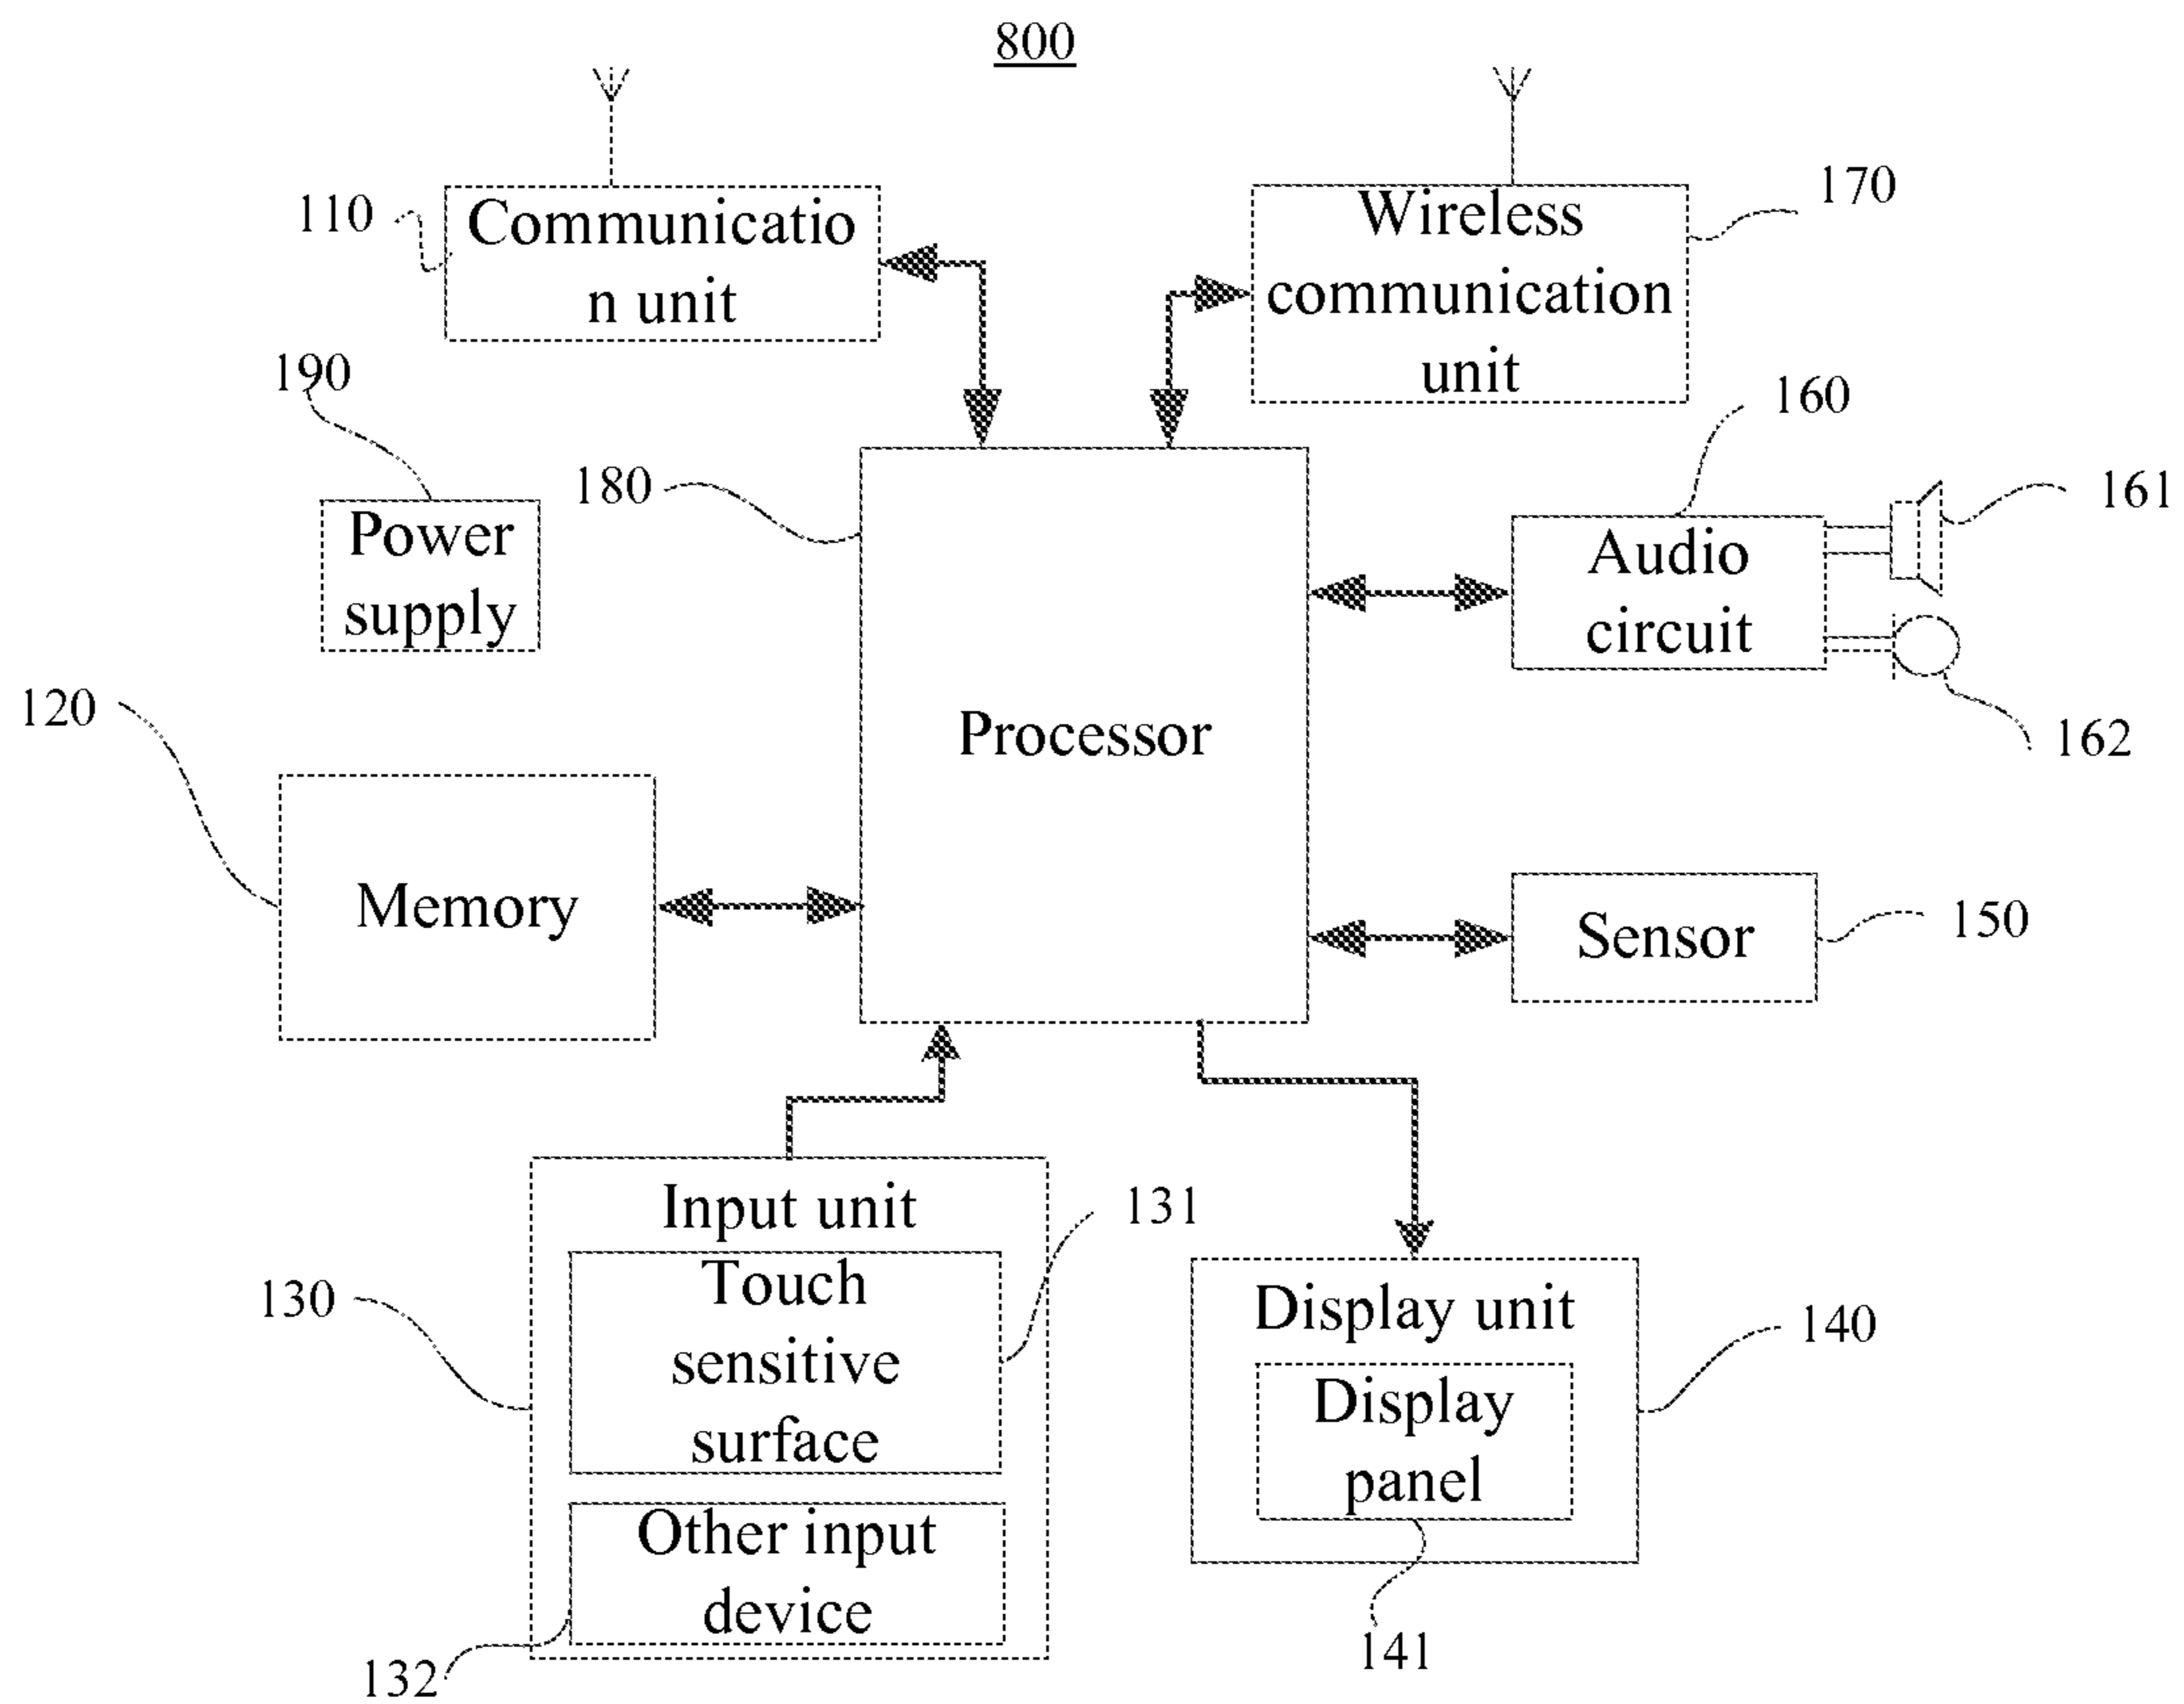 800
110
Communicatio
n unit
Wireless
communication
unit
170
190
Power
supply
180
160
Audio
circuit
161
162
Processor
120
Memory
Sensor
150
Input unit
131
Touch
sensitive
surface
130
Other input
device
132
Display unit
140
Display
panel
141